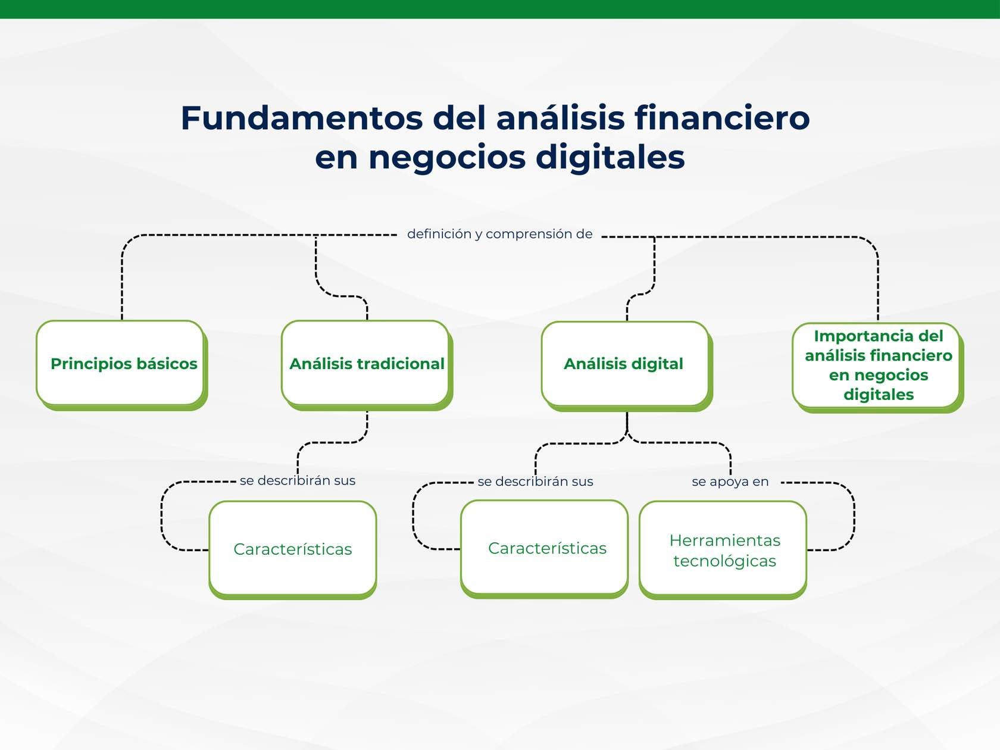 Fundamentos del análisis financiero
en negocios digitales
definición y comprensión de
Principios básicos
Análisis tradicional
Análisis digital
Importancia del
análisis financiero
en negocios
digitales
se describirán sus
se describirán sus
se apoya en
Características
Características
Herramientas
tecnológicas